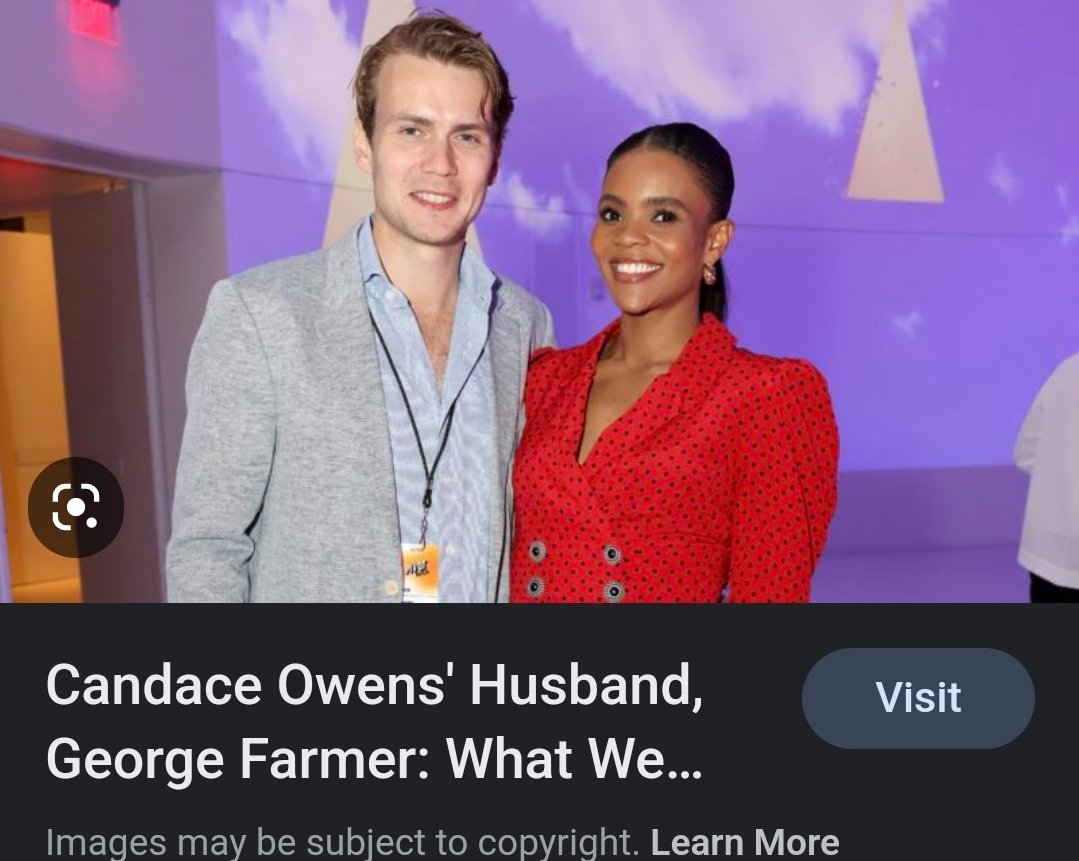 Candace Owens' Husband,
George Farmer: What We...
Visit
Images may be subject to copyright. Learn More